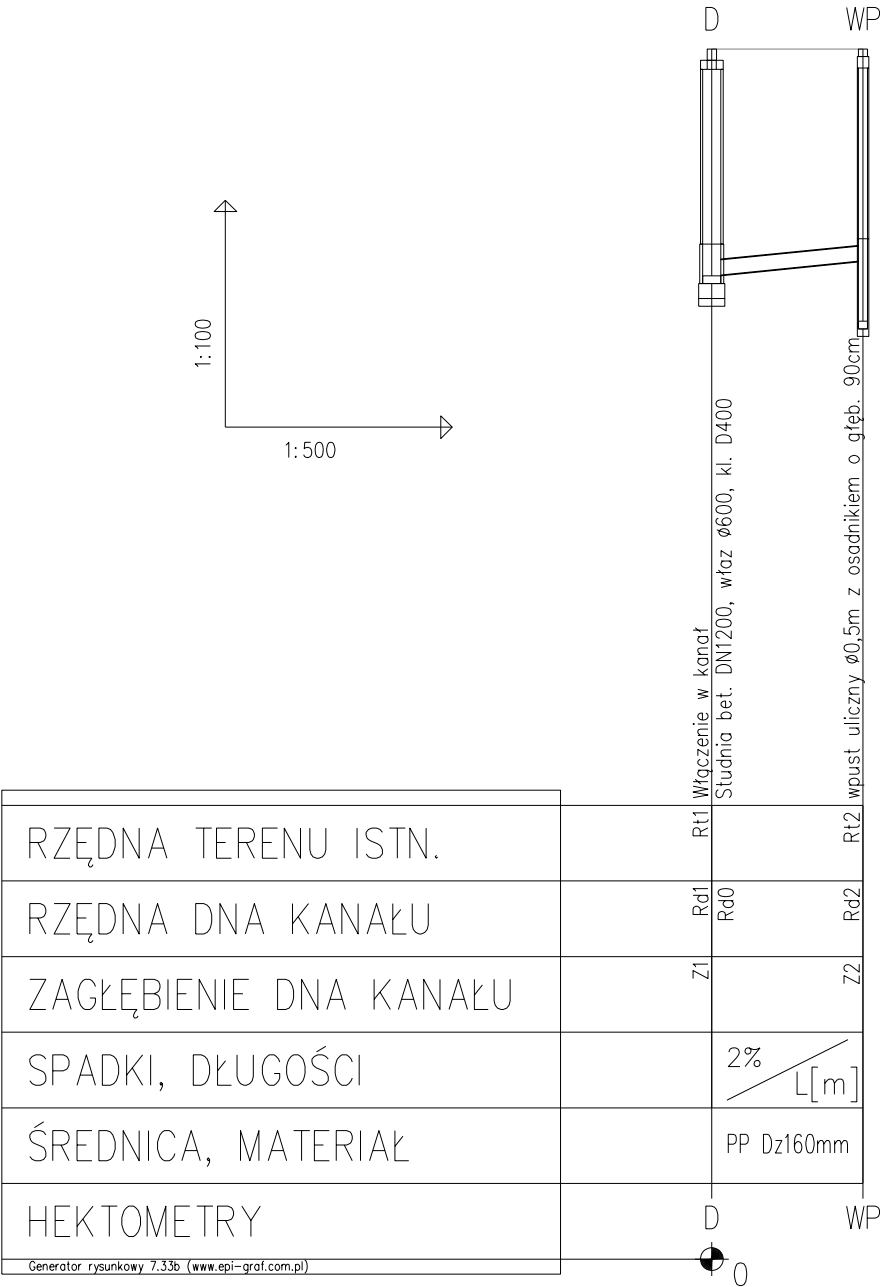 D WP
1:100
1:500
Włączenie w kanał
Studnia bet. DN1200, właz ø600, kl. D400
wpust uliczny ø0,5m z osadnikiem o głęb. 90cm
RZĘDNA TERENU ISTN. Rt1 Rt2
RZĘDNA DNA KANAŁU Rd1 Rd0 Rd2
ZAGŁĘBIENIE DNA KANAŁU Z1 Z2
SPADKI, DŁUGOŚCI 2% L[m]
ŚREDNICA, MATERIAŁ PP Dz160mm
HEKTOMETRY D WP
Generator rysunkowy 7.33b (www.epi-graf.com.pl) 0